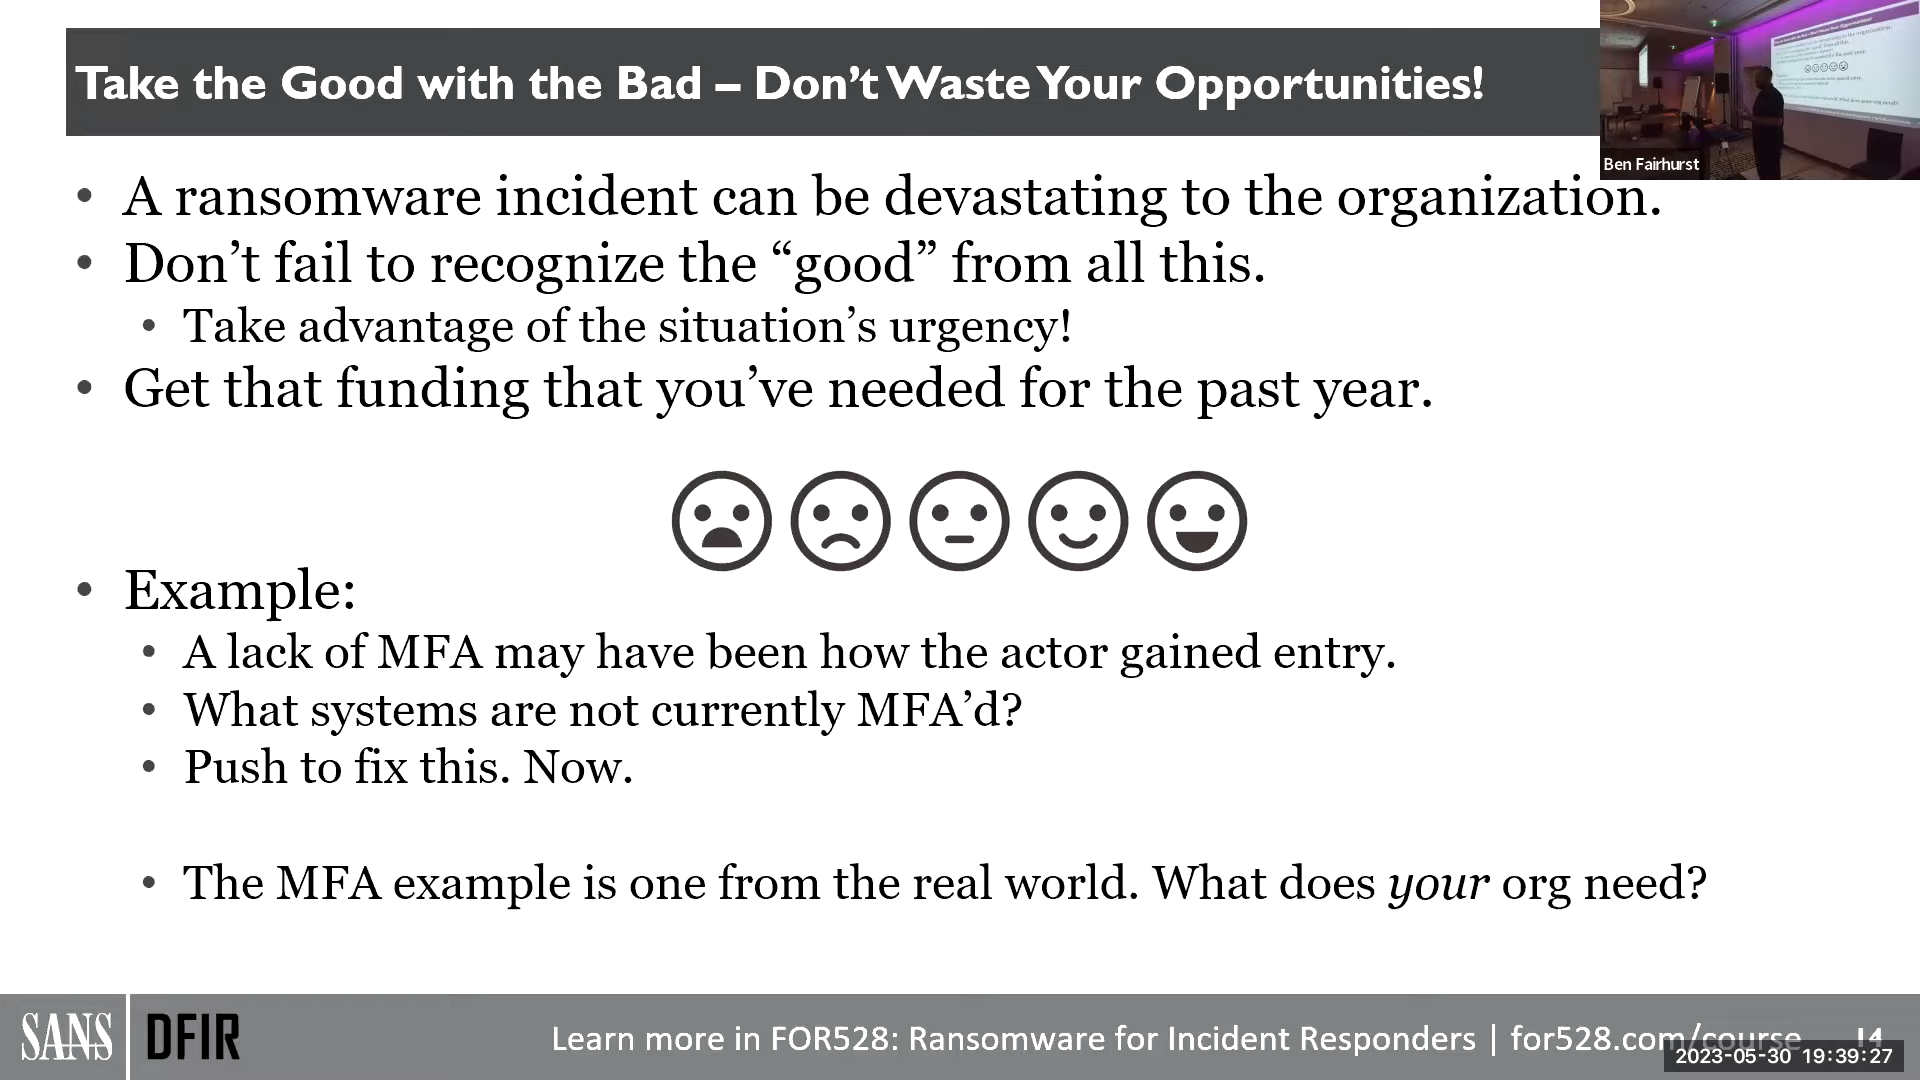 Take the Good with the Bad – Don’t Waste Your Opportunities!
Ben Fairhurst
• A ransomware incident can be devastating to the organization.
• Don’t fail to recognize the “good” from all this.
• Take advantage of the situation’s urgency!
• Get that funding that you’ve needed for the past year.
• Example:
• A lack of MFA may have been how the actor gained entry.
• What systems are not currently MFA’d?
• Push to fix this. Now.
• The MFA example is one from the real world. What does your org need?
SANS DFIR
Learn more in FOR528: Ransomware for Incident Responders | for528.com/course 14
2023-05-30 19:39:27